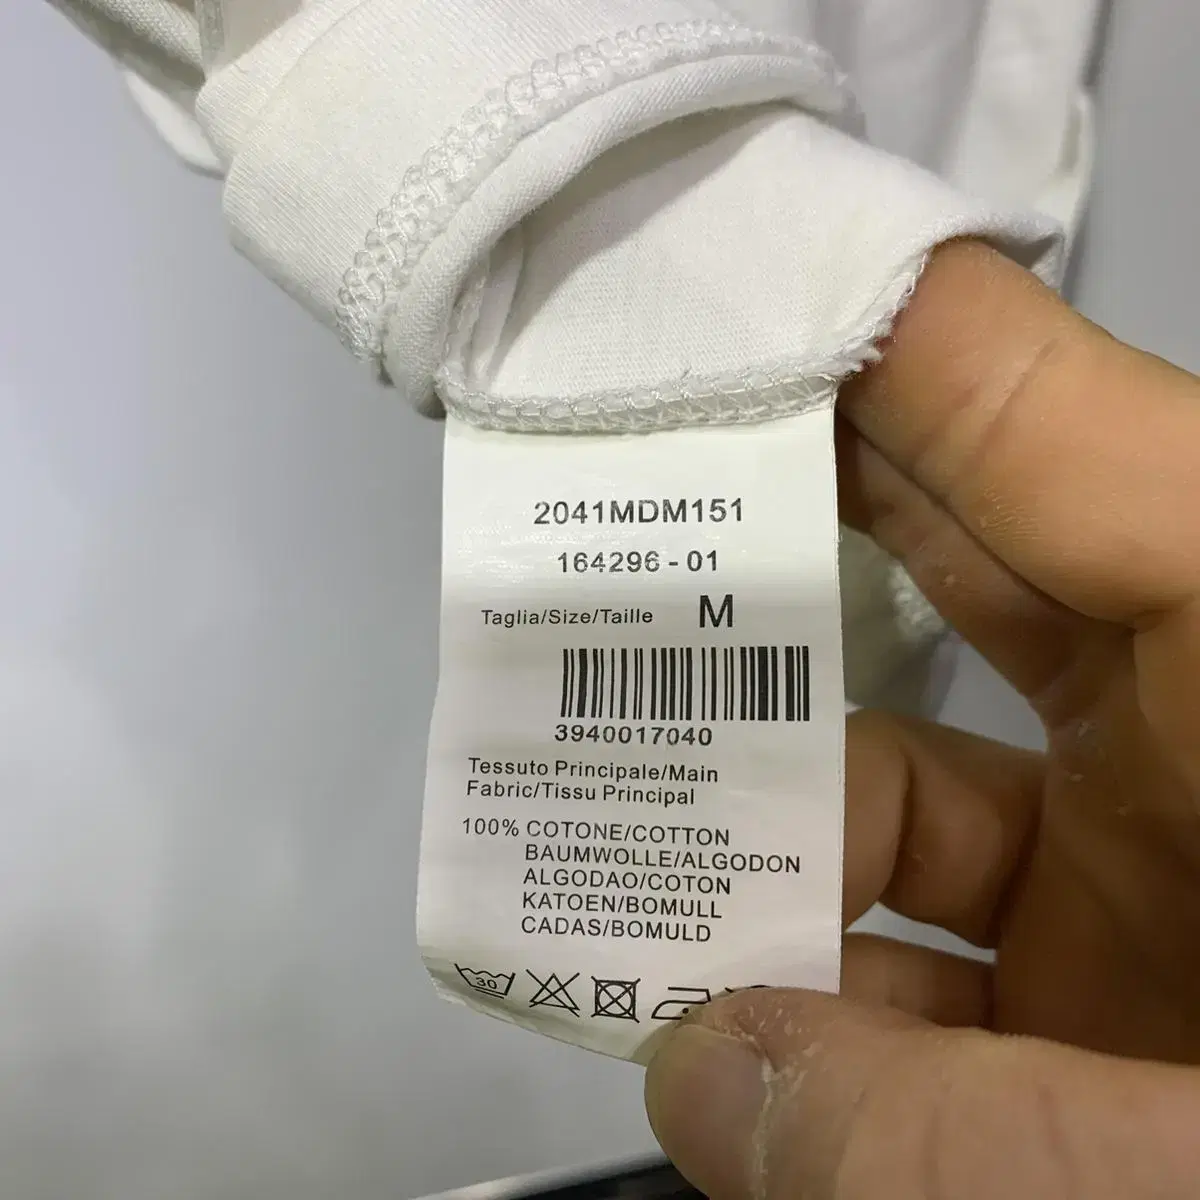 2041MDM151
164296-01
Taglia/Size/Taille M
3940017040
Tessuto Principale/Main
Fabric/Tissu Principal
100% COTONE/COTTON
BAUMWOLLE/ALGODON
ALGODAO/COTON
KATOEN/BOMULL
CADAS/BOMULD
30